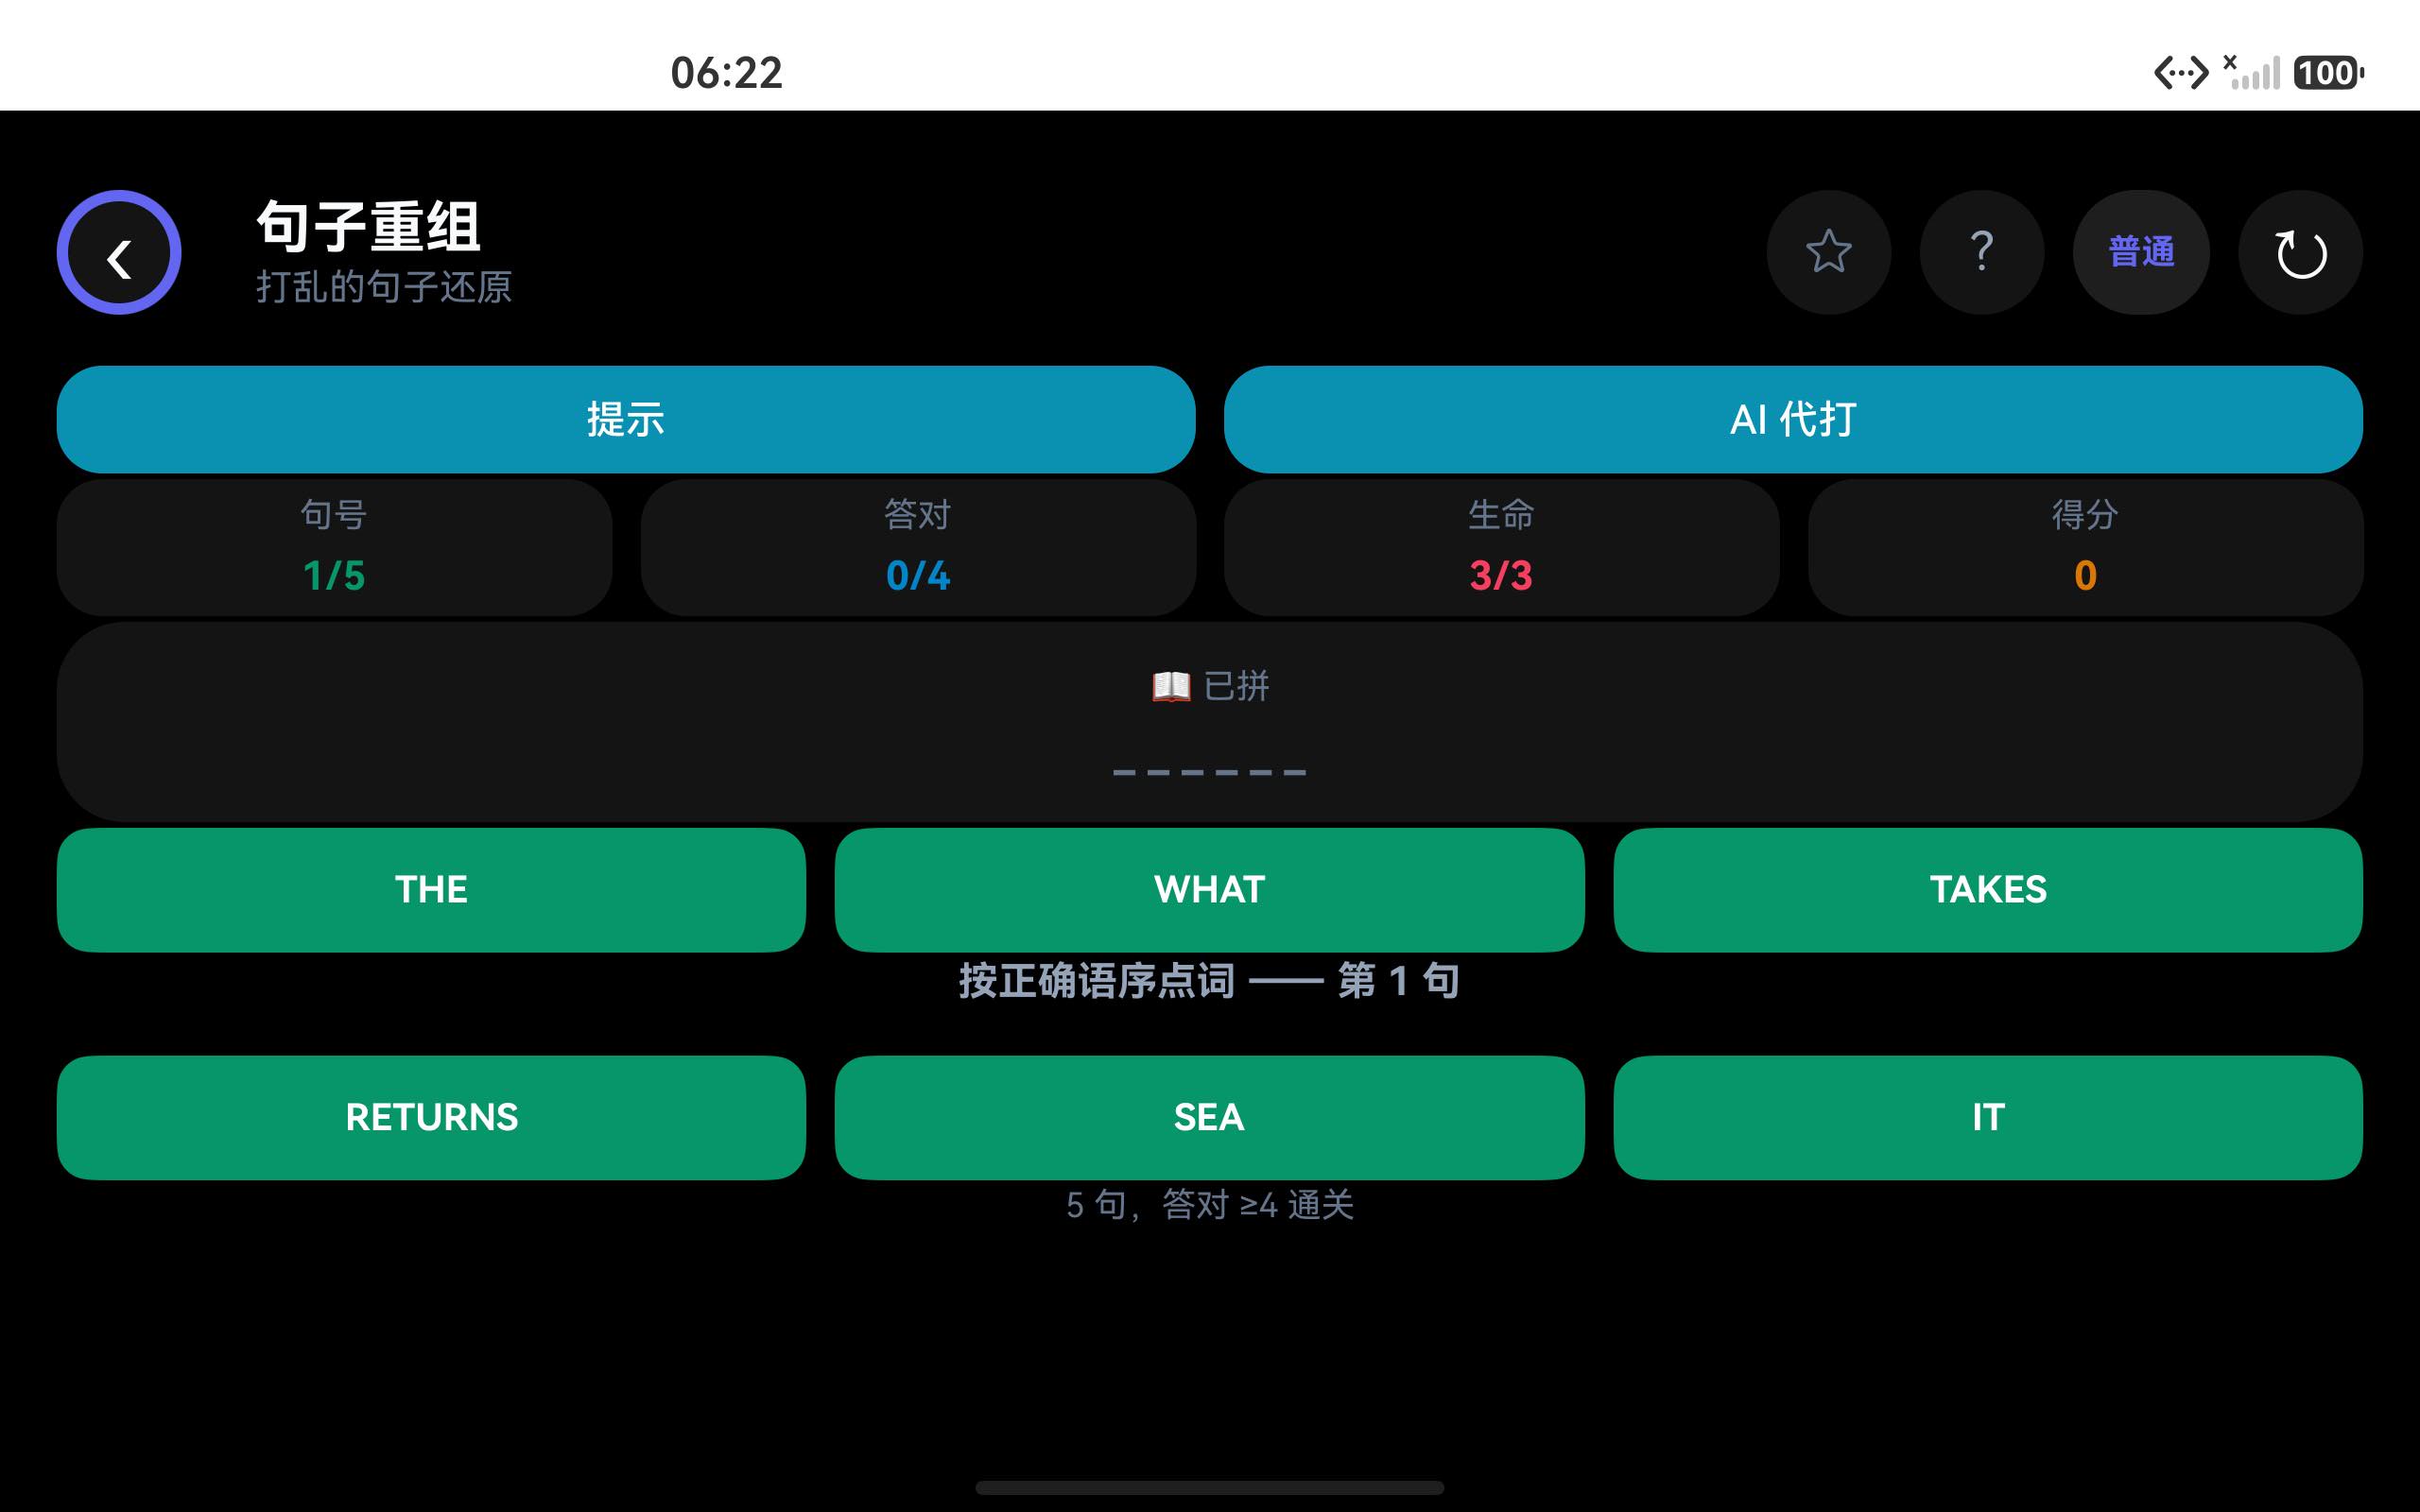 06:22
100
句子重组
打乱的句子还原
?
普通
提示
AI 代打
句号
1/5
答对
0/4
生命
3/3
得分
0
📖 已拼
_ _ _ _ _ _
THE
WHAT
TAKES
按正确语序点词 —— 第 1 句
RETURNS
SEA
IT
5 句，答对 ≥4 通关